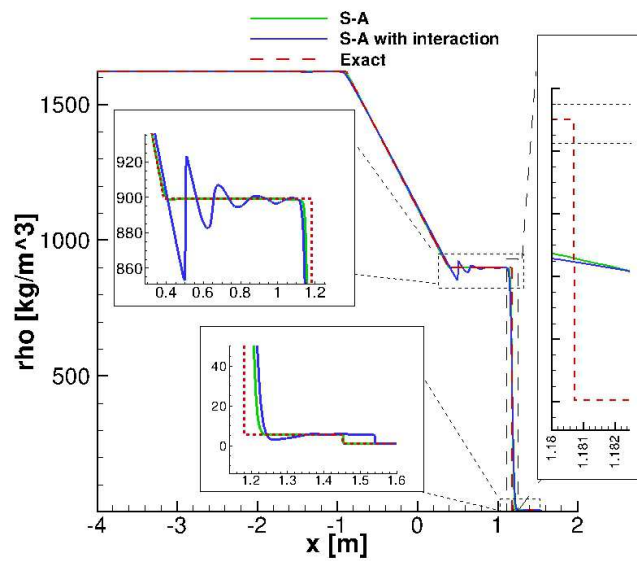 S-A
S-A with interaction
Exact
rho [kg/m^3]
1500
1000
500
920
900
880
860
0.4 0.6 0.8 1 1.2
40
20
0
1.2 1.3 1.4 1.5 1.6
1.18 1.181 1.182
-4 -3 -2 -1 0 1 2
x [m]